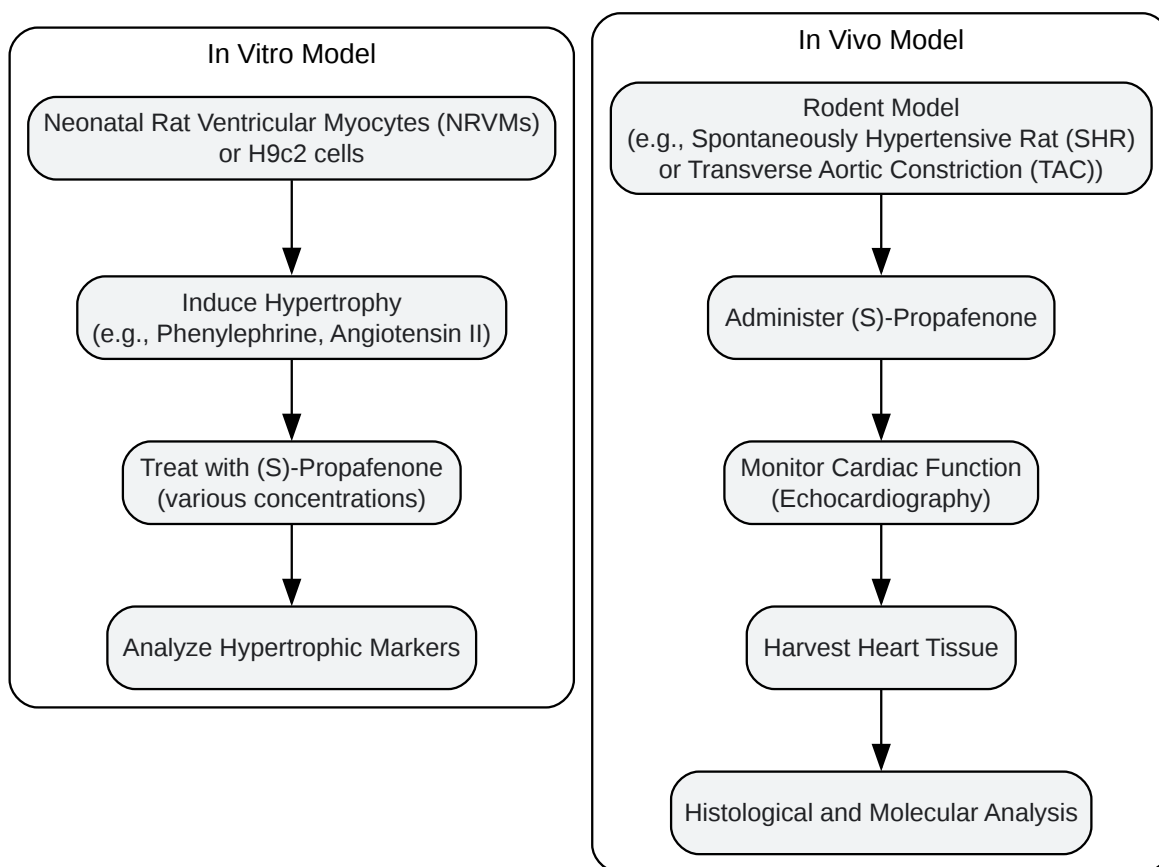 In Vitro Model
Neonatal Rat Ventricular Myocytes (NRVMs)
or H9c2 cells
Induce Hypertrophy
(e.g., Phenylephrine, Angiotensin II)
Treat with (S)-Propafenone
(various concentrations)
Analyze Hypertrophic Markers
In Vivo Model
Rodent Model
(e.g., Spontaneously Hypertensive Rat (SHR)
or Transverse Aortic Constriction (TAC))
Administer (S)-Propafenone
Monitor Cardiac Function
(Echocardiography)
Harvest Heart Tissue
Histological and Molecular Analysis